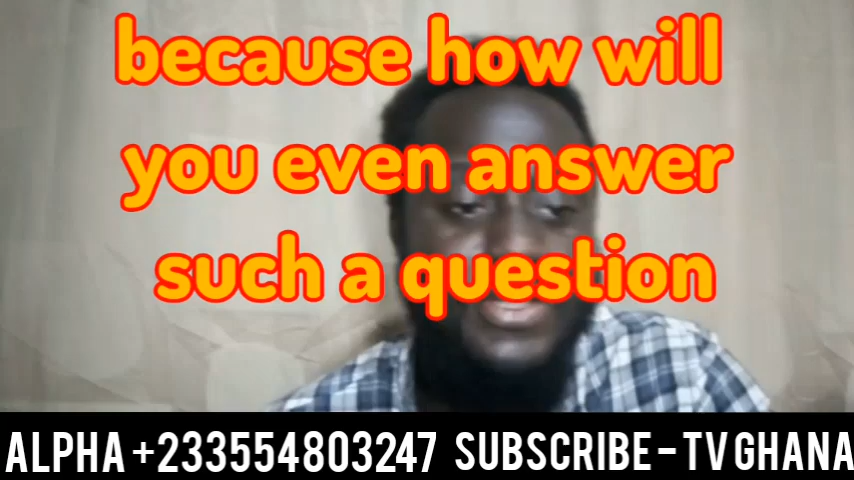 because how will
you even answer
such a question
ALPHA +233554803247 SUBSCRIBE - TV GHANA